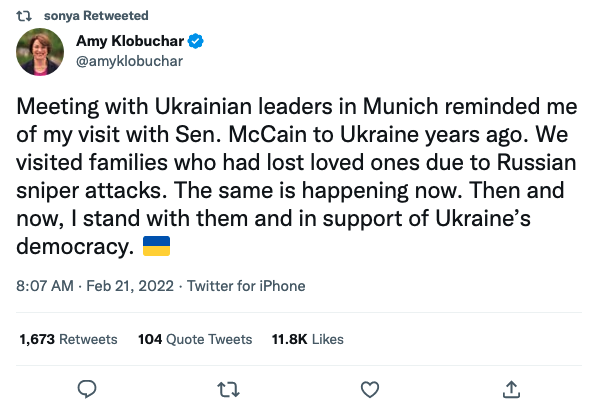 sonya Retweeted
Amy Klobuchar
@amyklobuchar
Meeting with Ukrainian leaders in Munich reminded me
of my visit with Sen. McCain to Ukraine years ago. We
visited families who had lost loved ones due to Russian
sniper attacks. The same is happening now. Then and
now, I stand with them and in support of Ukraine’s
democracy. 🇺🇦
8:07 AM · Feb 21, 2022 · Twitter for iPhone
1,673 Retweets 104 Quote Tweets 11.8K Likes